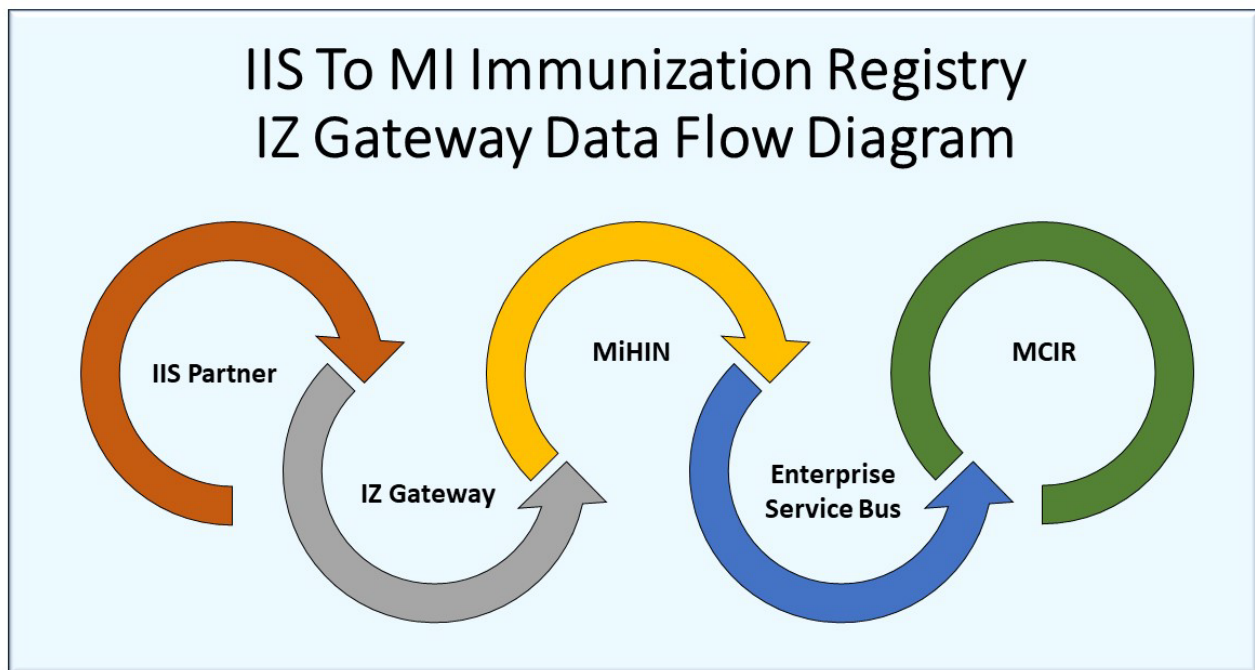 IIS To MI Immunization Registry
IZ Gateway Data Flow Diagram
IIS Partner
IZ Gateway
MiHIN
Enterprise
Service Bus
MCIR